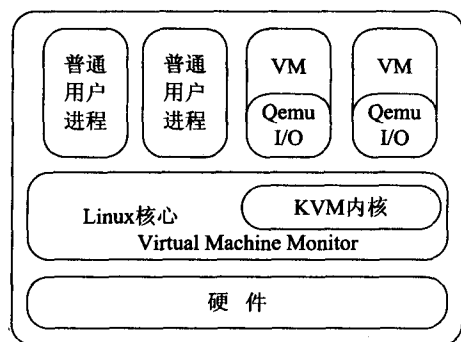 普通
用户
进程
普通
用户
进程
VM
Qemu
I/O
VM
Qemu
I/O
Linux核心
KVM内核
Virtual Machine Monitor
硬 件